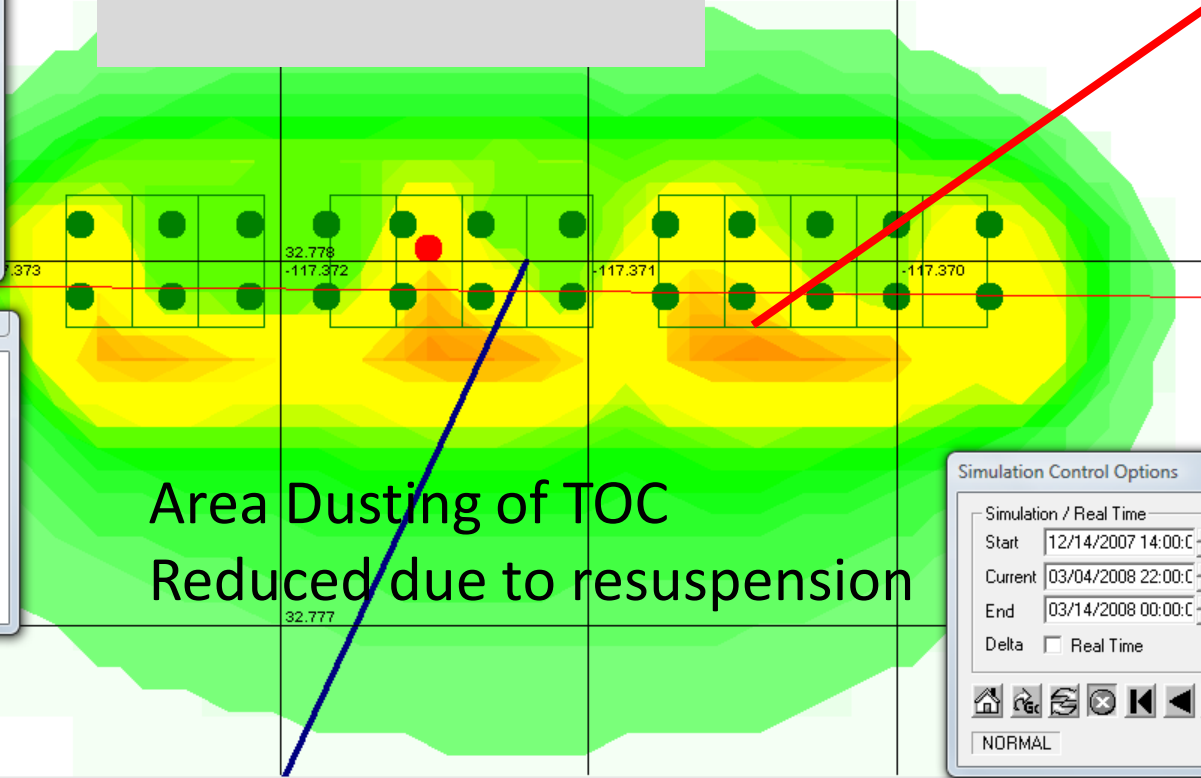 32.778
7.373
-117.372
-117.371
-117.370
Area Dusting of TOC
Reduced due to resuspension
32.777
Simulation Control Options
Simulation / Real Time
Start 12/14/2007 14:00:0
Current 03/04/2008 22:00:0
End 03/14/2008 00:00:0
Delta Real Time
NORMAL